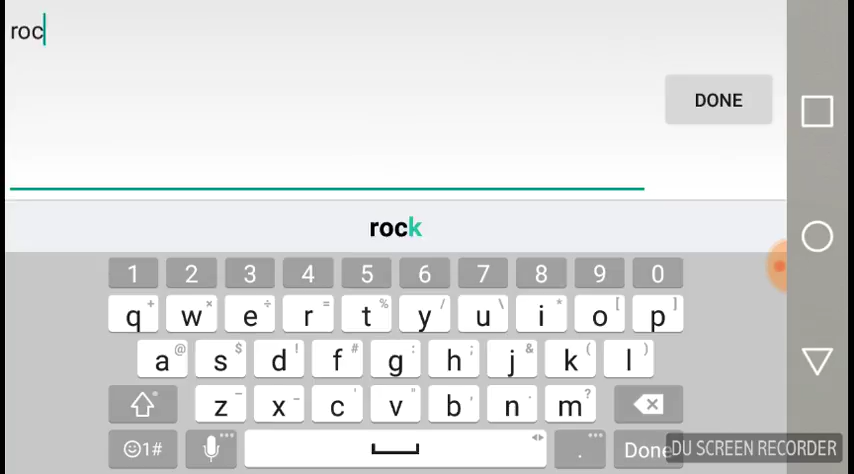 roc
DONE
rock
1 2 3 4 5 6 7 8 9 0
q + w × e ÷ r = t % y / u \ i * o [ p ]
a @ s $ d ! f # g : h ; j & k ( l )
z - x – c ' v " b , n . m ?
☺1# . Done
DU SCREEN RECORDER